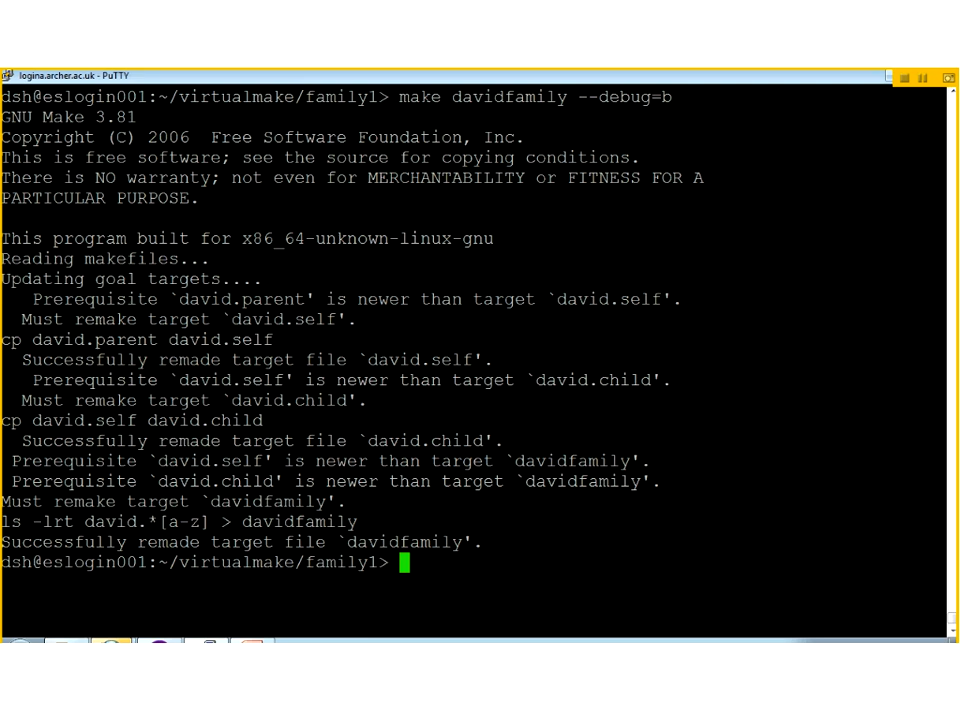 logina.archer.ac.uk - PuTTY
dsh@eslogin001:~/virtualmake/family1> make davidfamily --debug=b
GNU Make 3.81
Copyright (C) 2006  Free Software Foundation, Inc.
This is free software; see the source for copying conditions.
There is NO warranty; not even for MERCHANTABILITY or FITNESS FOR A
PARTICULAR PURPOSE.
This program built for x86_64-unknown-linux-gnu
Reading makefiles...
Updating goal targets....
Prerequisite `david.parent' is newer than target `david.self'.
Must remake target `david.self'.
cp david.parent david.self
Successfully remade target file `david.self'.
Prerequisite `david.self' is newer than target `david.child'.
Must remake target `david.child'.
cp david.self david.child
Successfully remade target file `david.child'.
Prerequisite `david.self' is newer than target `davidfamily'.
Prerequisite `david.child' is newer than target `davidfamily'.
Must remake target `davidfamily'.
ls -lrt david.*[a-z] > davidfamily
Successfully remade target file `davidfamily'.
dsh@eslogin001:~/virtualmake/family1>